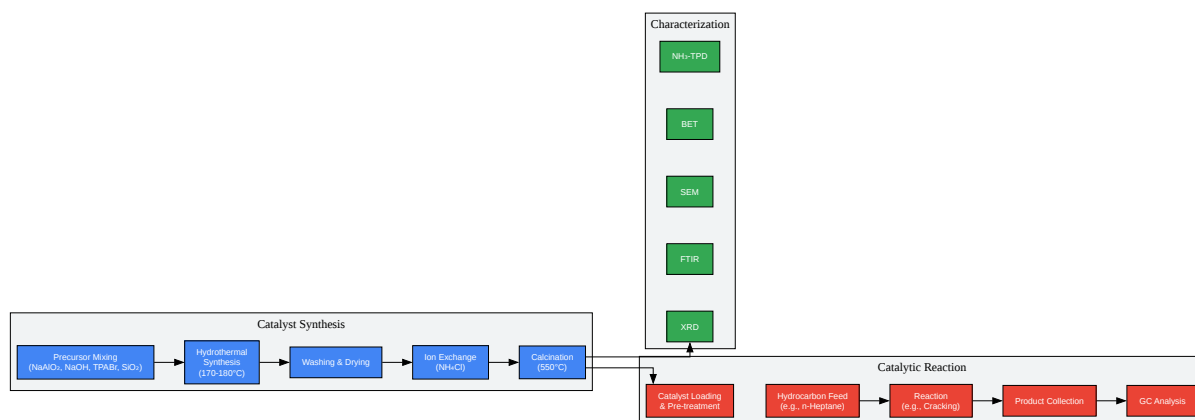 Characterization
NH₃-TPD
BET
SEM
FTIR
XRD
Catalyst Synthesis
Precursor Mixing
(NaAlO₂, NaOH, TPABr, SiO₂)
Hydrothermal
Synthesis
(170-180°C)
Washing & Drying
Ion Exchange
(NH₄Cl)
Calcination
(550°C)
Catalytic Reaction
Catalyst Loading
& Pre-treatment
Hydrocarbon Feed
(e.g., n-Heptane)
Reaction
(e.g., Cracking)
Product Collection
GC Analysis